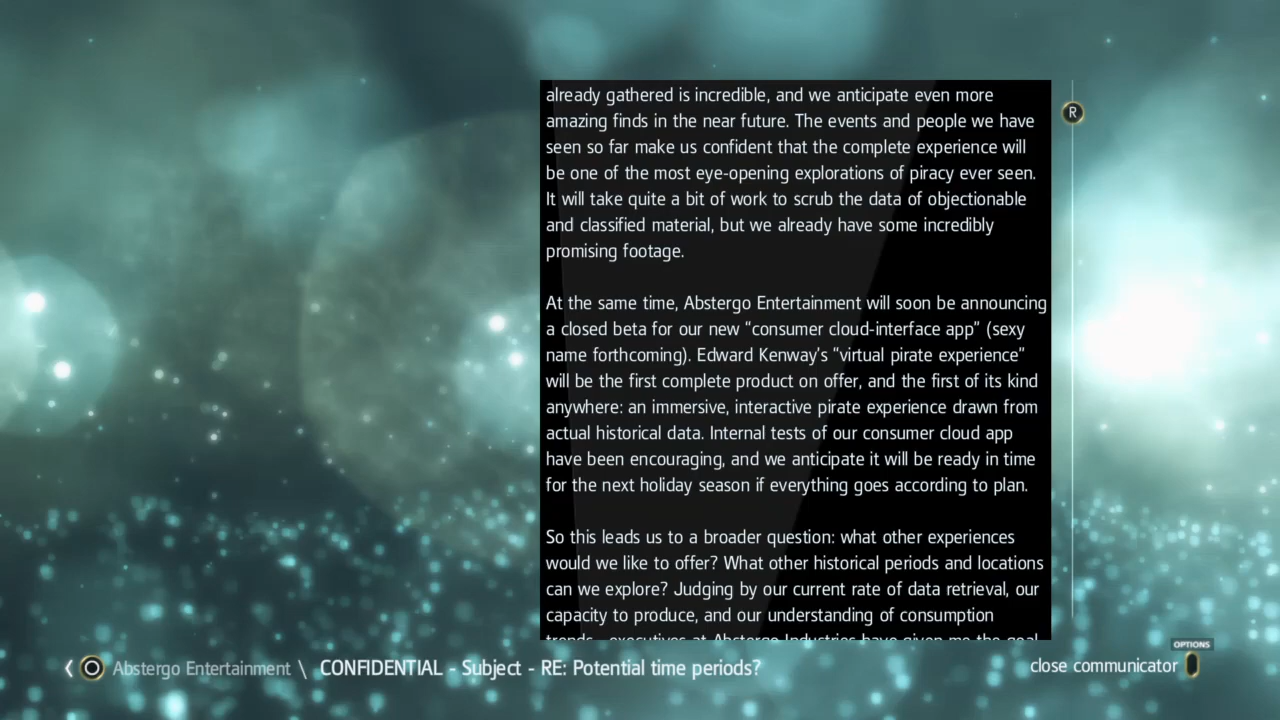 already gathered is incredible, and we anticipate even more
amazing finds in the near future. The events and people we have
seen so far make us confident that the complete experience will
be one of the most eye-opening explorations of piracy ever seen.
It will take quite a bit of work to scrub the data of objectionable
and classified material, but we already have some incredibly
promising footage.
At the same time, Abstergo Entertainment will soon be announcing
a closed beta for our new “consumer cloud-interface app” (sexy
name forthcoming). Edward Kenway’s “virtual pirate experience”
will be the first complete product on offer, and the first of its kind
anywhere: an immersive, interactive pirate experience drawn from
actual historical data. Internal tests of our consumer cloud app
have been encouraging, and we anticipate it will be ready in time
for the next holiday season if everything goes according to plan.
So this leads us to a broader question: what other experiences
would we like to offer? What other historical periods and locations
can we explore? Judging by our current rate of data retrieval, our
capacity to produce, and our understanding of consumption
trends, executives at Abstergo Industries have given me the goal
R
Abstergo Entertainment \ CONFIDENTIAL - Subject - RE: Potential time periods?
OPTIONS
close communicator